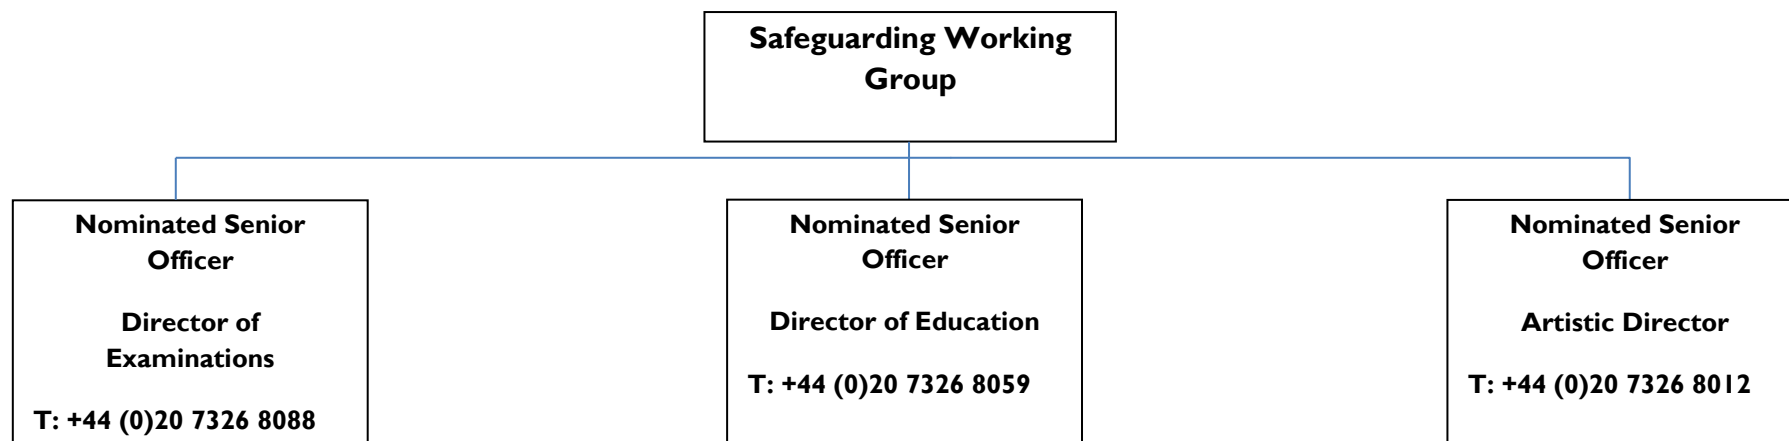 Safeguarding Working
Group
Nominated Senior
Officer
Director of
Examinations
T: +44 (0)20 7326 8088
Nominated Senior
Officer
Director of Education
T: +44 (0)20 7326 8059
Nominated Senior
Officer
Artistic Director
T: +44 (0)20 7326 8012